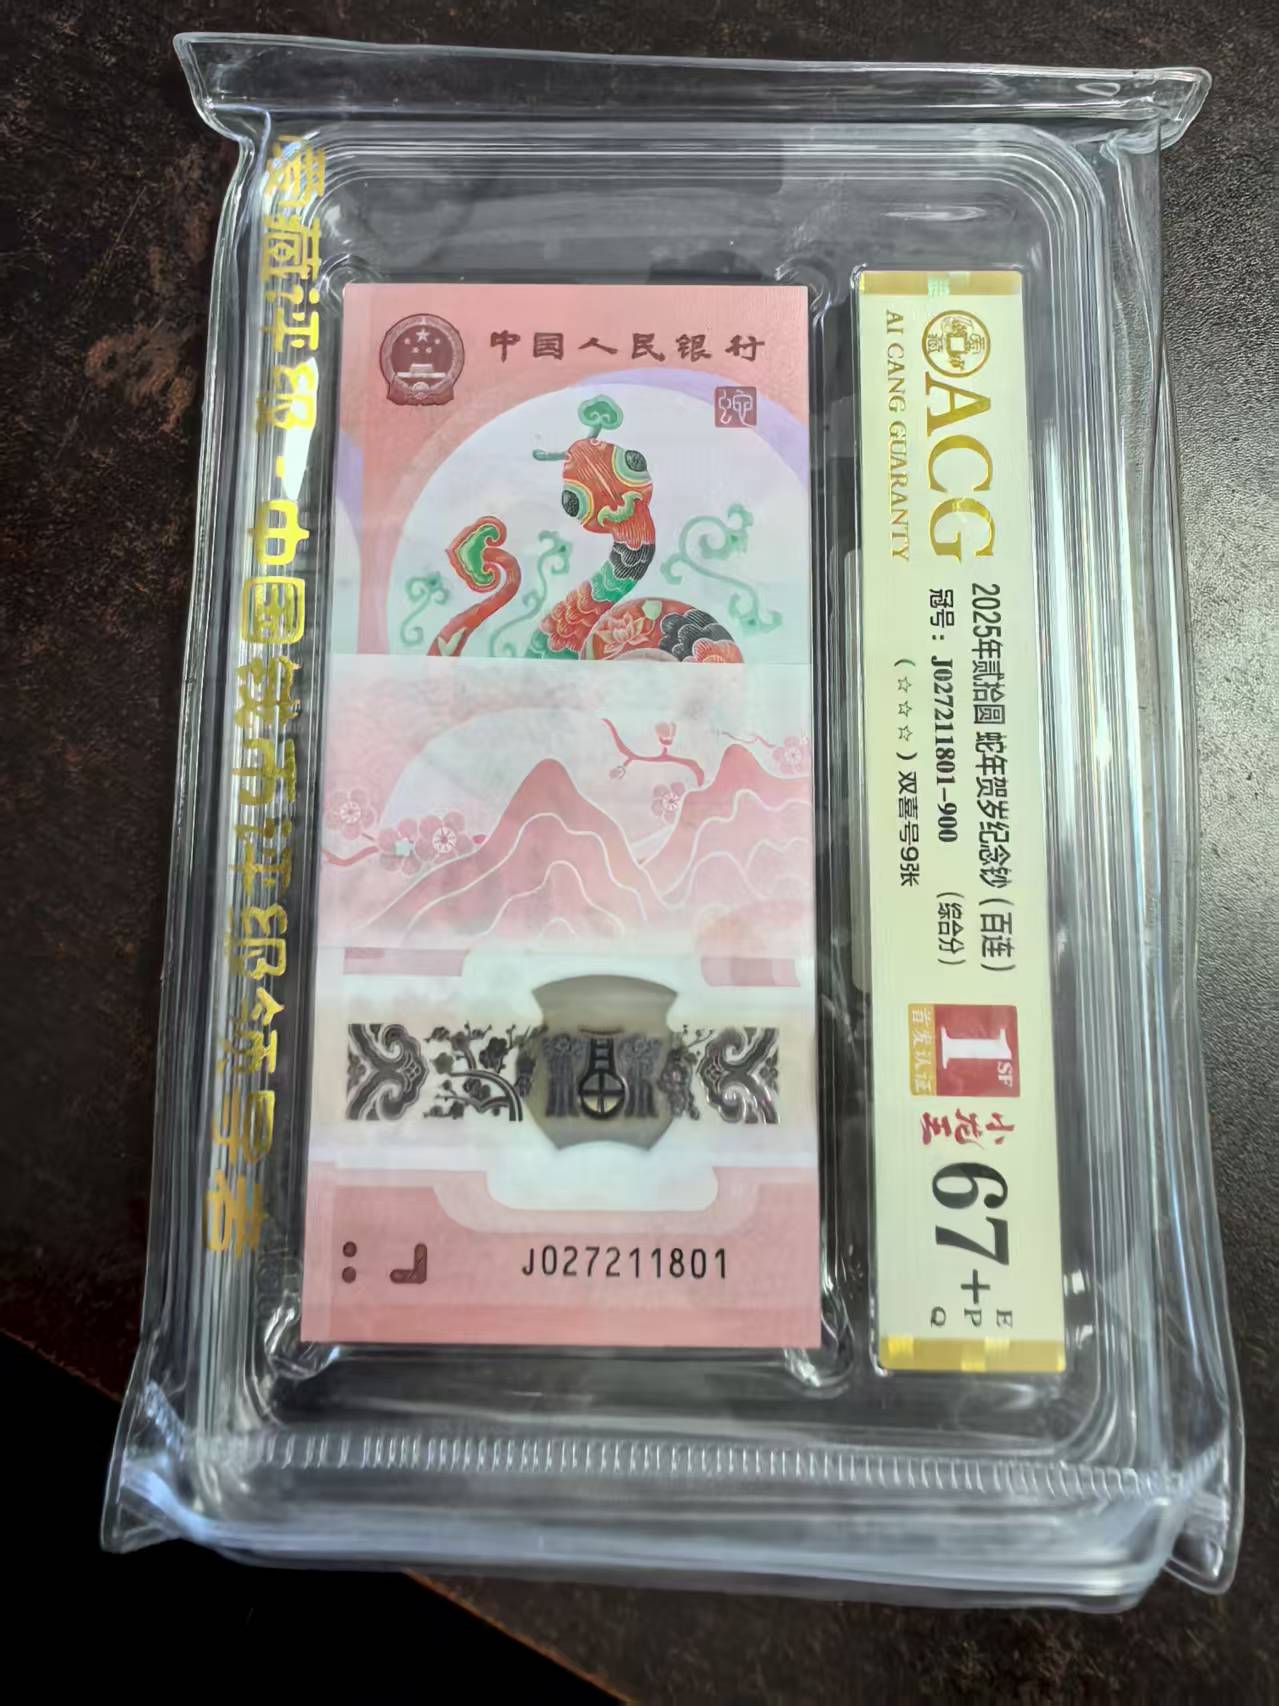 爱藏评级·中国钱币评级领导者
中国人民银行
J027211801
爱藏
ACG
AI CANG GUARANTY
2025年贰拾圆 蛇年贺岁纪念钞(百连)
冠号:J027211801-900 (综合分)
(☆☆☆)双喜号9张
1SF
首发认证
小龙王
67+
E
P
Q